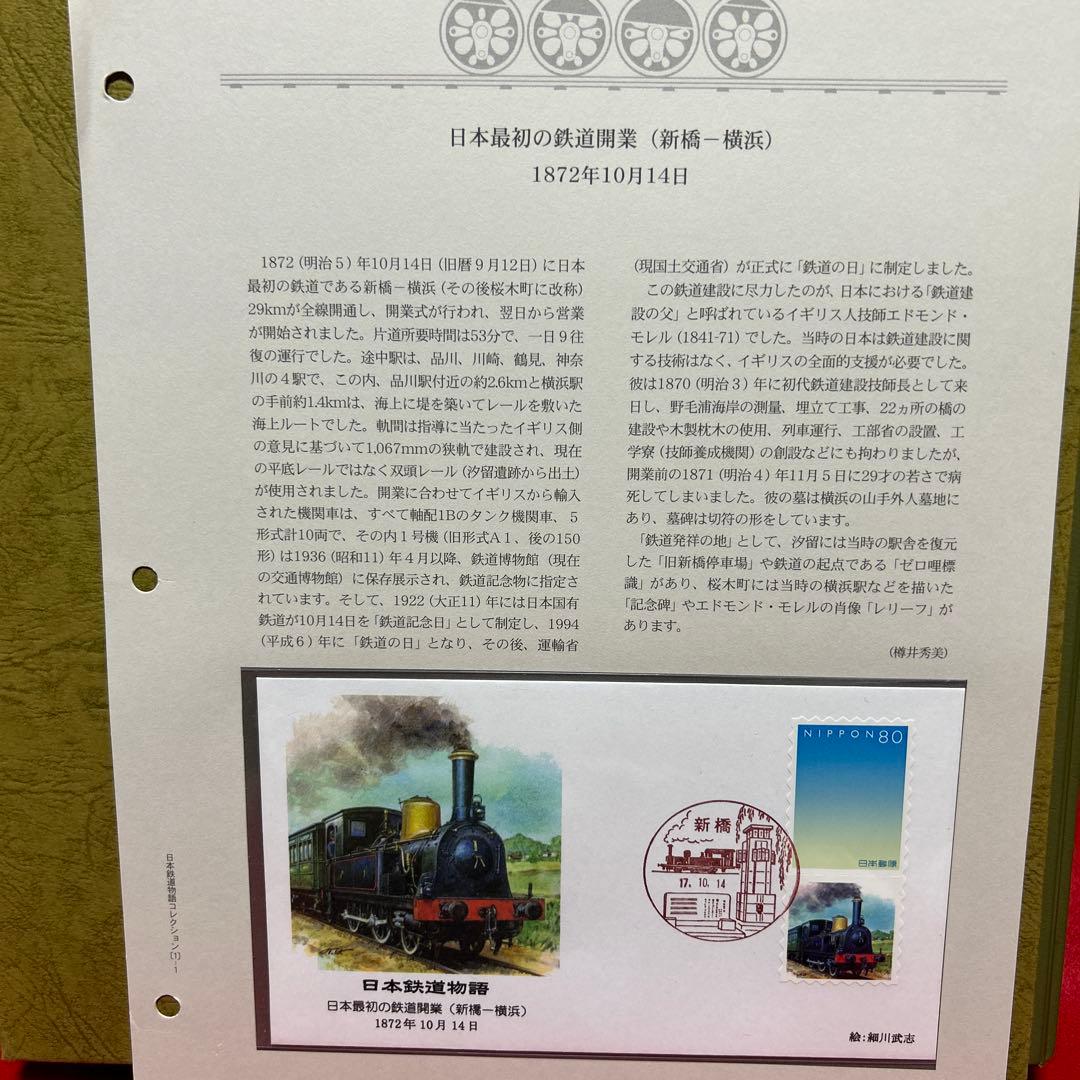 日本最初の鉄道開業（新橋－横浜）
1872年10月14日
1872（明治５）年10月14日（旧暦９月12日）に日本
最初の鉄道である新橋－横浜（その後桜木町に改称）
29kmが全線開通し、開業式が行われ、翌日から営業
が開始されました。片道所要時間は53分で、一日９往
復の運行でした。途中駅は、品川、川崎、鶴見、神奈
川の４駅で、この内、品川駅付近の約2.6kmと横浜駅
の手前約1.4kmは、海上に堤を築いてレールを敷いた
海上ルートでした。軌間は指導に当たったイギリス側
の意見に基づいて1,067mmの狭軌で建設され、現在
の平底レールではなく双頭レール（汐留遺跡から出土）
が使用されました。開業に合わせてイギリスから輸入
された機関車は、すべて軸配1Bのタンク機関車、５
形式計10両で、その内１号機（旧形式Ａ１、後の150
形）は1936（昭和11）年４月以降、鉄道博物館（現在
の交通博物館）に保存展示され、鉄道記念物に指定さ
れています。そして、1922（大正11）年には日本国有
鉄道が10月14日を「鉄道記念日」として制定し、1994
（平成６）年に「鉄道の日」となり、その後、運輸省
（現国土交通省）が正式に「鉄道の日」に制定しました。
この鉄道建設に尽力したのが、日本における「鉄道建
設の父」と呼ばれているイギリス人技師エドモンド・
モレル（1841-71）でした。当時の日本は鉄道建設に関
する技術はなく、イギリスの全面的支援が必要でした。
彼は1870（明治３）年に初代鉄道建設技師長として来
日し、野毛浦海岸の測量、埋立て工事、22ヵ所の橋の
建設や木製枕木の使用、列車運行、工部省の設置、工
学寮（技師養成機関）の創設などにも拘わりましたが、
開業前の1871（明治４）年11月５日に29才の若さで病
死してしまいました。彼の墓は横浜の山手外人墓地に
あり、墓碑は切符の形をしています。
「鉄道発祥の地」として、汐留には当時の駅舎を復元
した「旧新橋停車場」や鉄道の起点である「ゼロ哩標
識」があり、桜木町には当時の横浜駅などを描いた
「記念碑」やエドモンド・モレルの肖像「レリーフ」が
あります。
（樽井秀美）
NIPPON 80
日本郵便
新橋
17.10.14
日本鉄道物語
日本最初の鉄道開業（新橋－横浜）
1872年10月14日
絵：細川武志
日本鉄道物語コレクション〔1〕-1